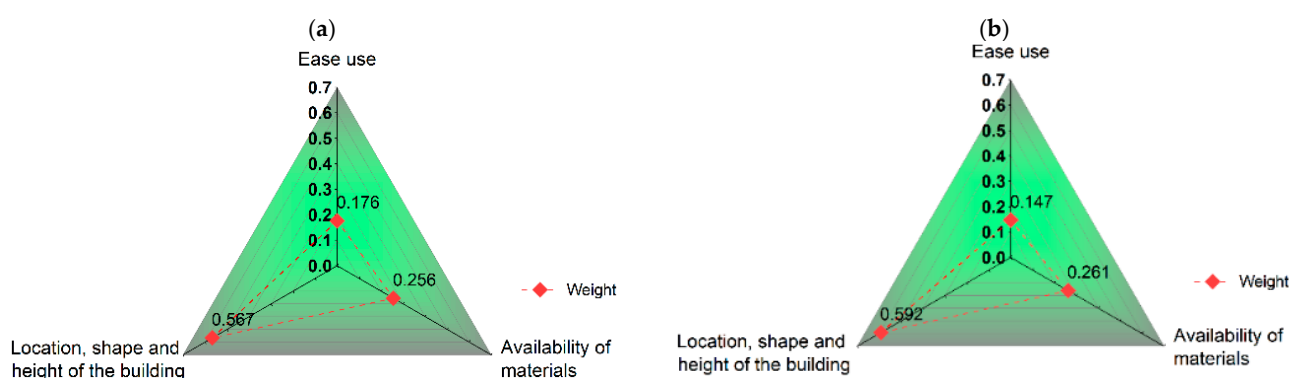 (a)
Ease use
0.7
0.6
0.5
0.4
0.3
0.2
0.1
0.0
0.176
0.256
0.567
Weight
Location, shape and
height of the building
Availability of
materials
(b)
Ease use
0.7
0.6
0.5
0.4
0.3
0.2
0.1
0.0
0.147
0.261
0.592
Weight
Location, shape and
height of the building
Availability of
materials